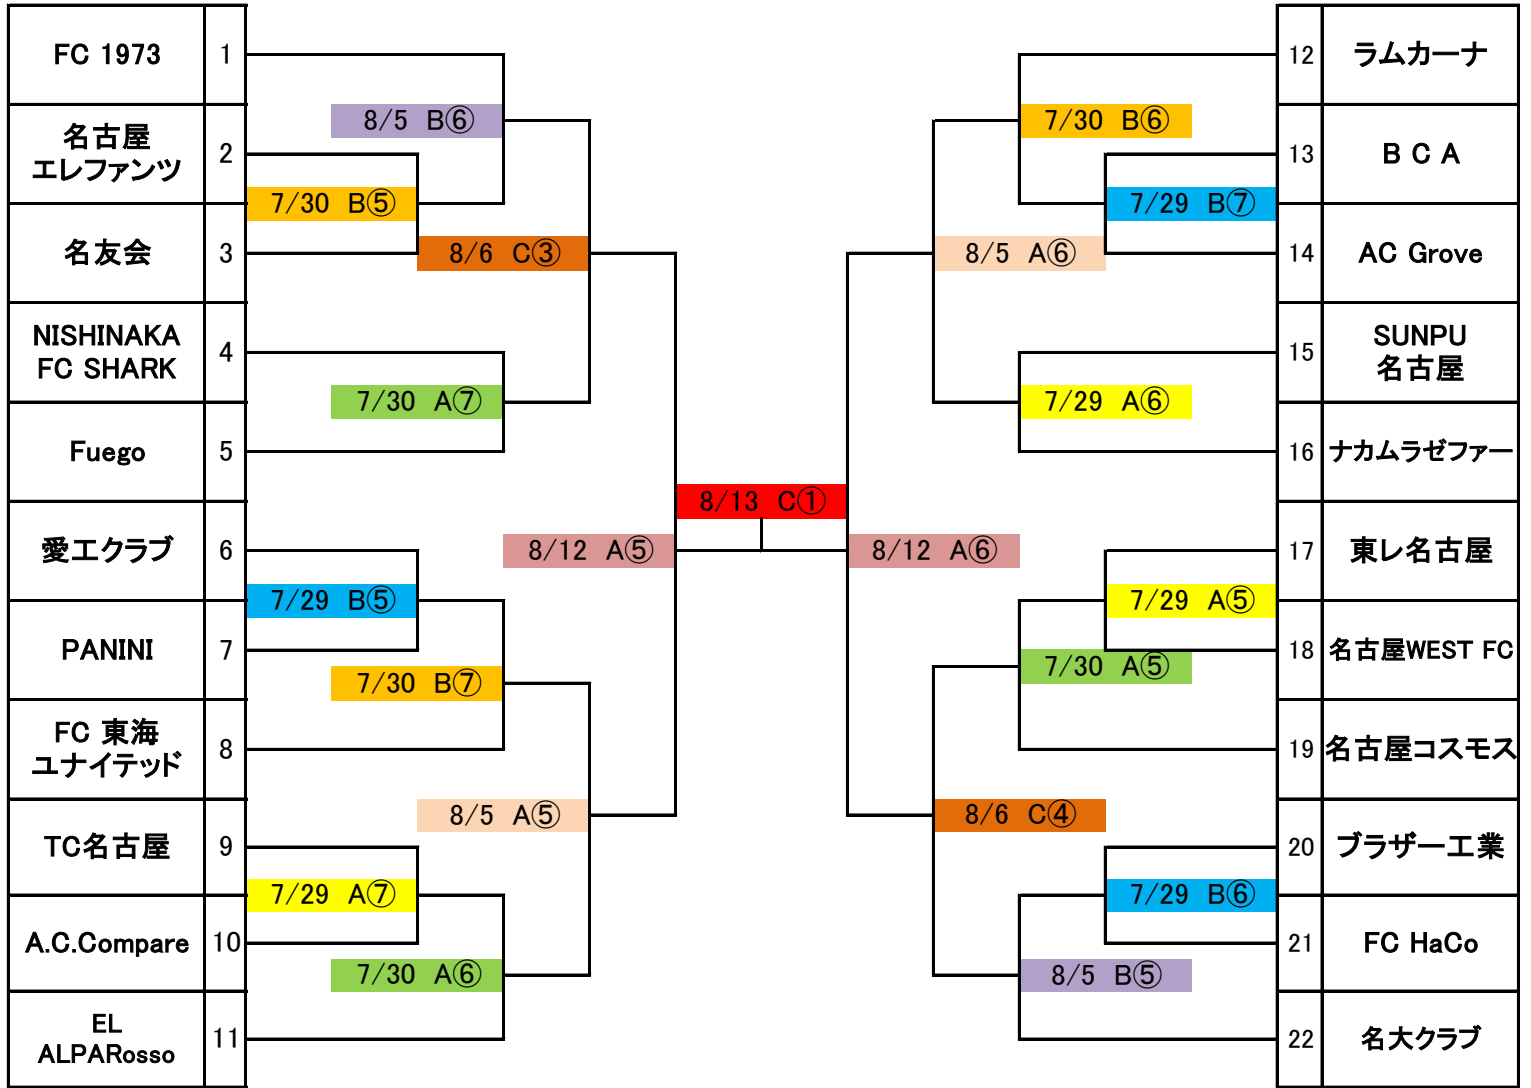 FC 1973 1
8/5 B⑥
名古屋
エレファンツ
2
7/30 B⑤
名友会 3
8/6 C③
NISHINAKA
FC SHARK
4
7/30 A⑦
Fuego 5
8/13 C①
愛工クラブ 6
8/12 A⑤
7/29 B⑤
PANINI 7
7/30 B⑦
FC 東海
ユナイテッド
8
8/5 A⑤
TC名古屋 9
7/29 A⑦
A.C.Compare 10
7/30 A⑥
EL
ALPARosso
11
12 ラムカーナ
7/30 B⑥
13 B C A
7/29 B⑦
8/5 A⑥
14 AC Grove
15
SUNPU
名古屋
7/29 A⑥
16 ナカムラゼファー
8/12 A⑥
17 東レ名古屋
7/29 A⑤
18 名古屋WEST FC
7/30 A⑤
19 名古屋コスモス
8/6 C④
20 ブラザー工業
7/29 B⑥
21 FC HaCo
8/5 B⑤
22 名大クラブ